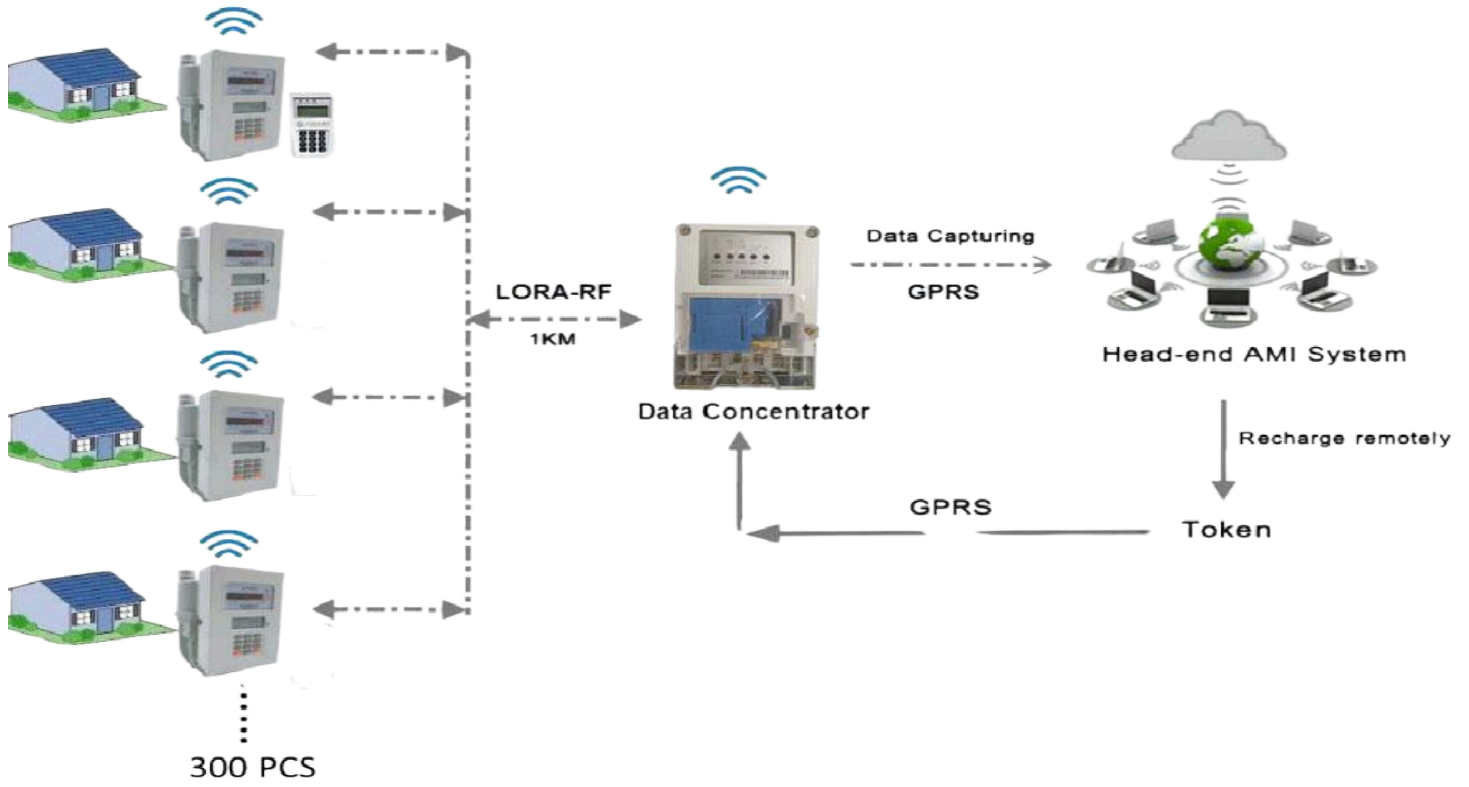 LORA-RF
1KM
Data Concentrator
Data Capturing
GPRS
Head-end AMI System
Recharge remotely
Token
GPRS
300 PCS